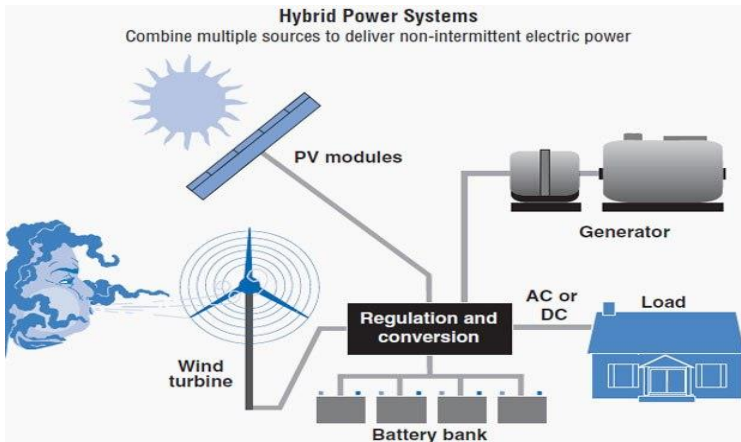 Hybrid Power Systems
Combine multiple sources to deliver non-intermittent electric power
PV modules
Generator
AC or
DC
Load
Regulation and
conversion
Wind
turbine
Battery bank